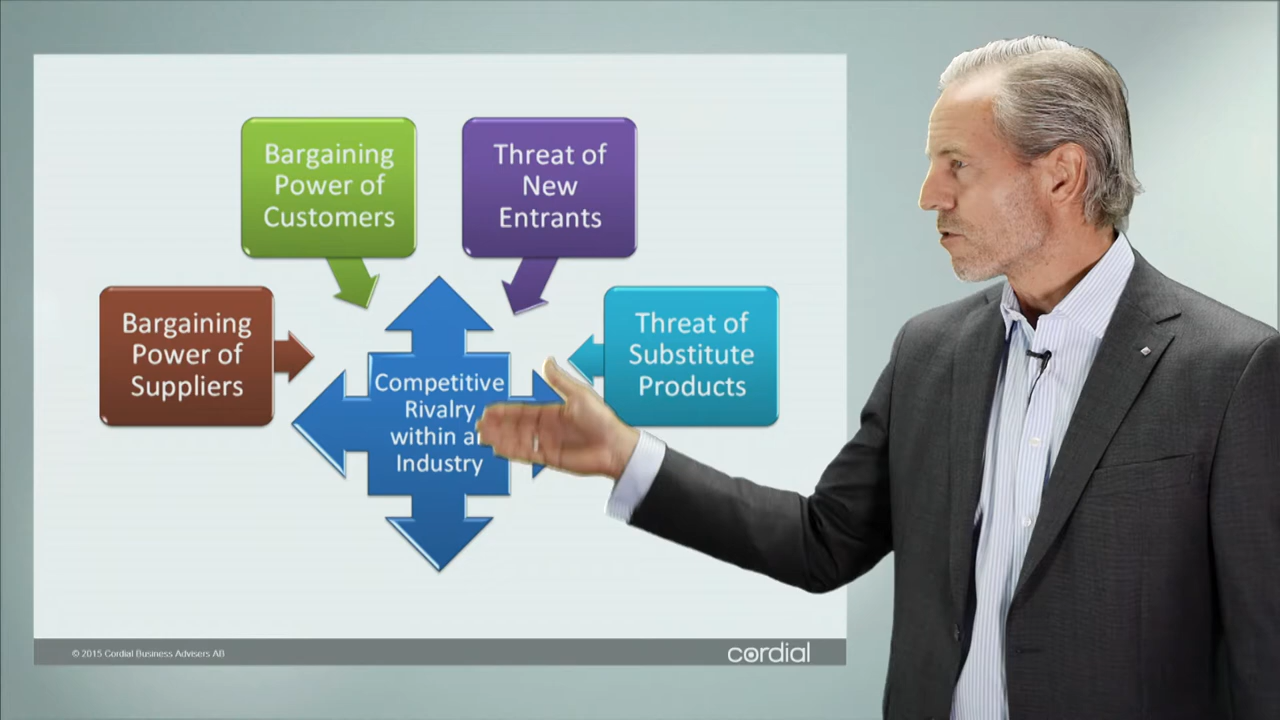 Bargaining
Power of
Customers
Threat of
New
Entrants
Bargaining
Power of
Suppliers
Threat of
Substitute
Products
Competitive
Rivalry
within
Industry
© 2015 Cordial Business Advisers AB
cordial